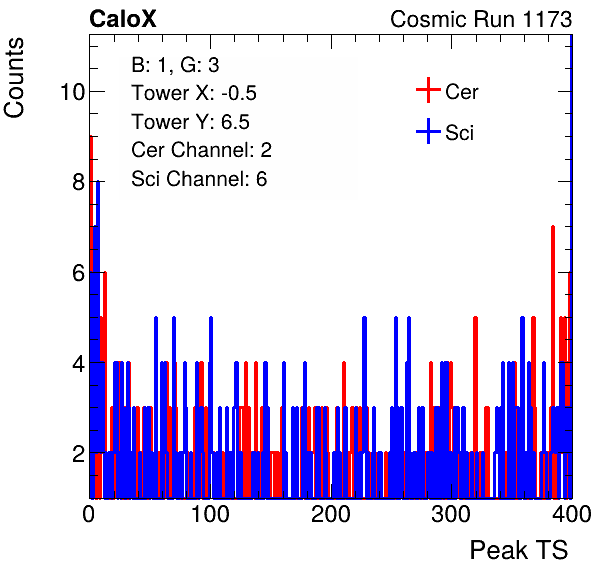 CaloX Cosmic Run 1173
Counts
B: 1, G: 3
Tower X: -0.5
Tower Y: 6.5
Cer Channel: 2
Sci Channel: 6
Cer
Sci
10
8
6
4
2
0 100 200 300 400
Peak TS